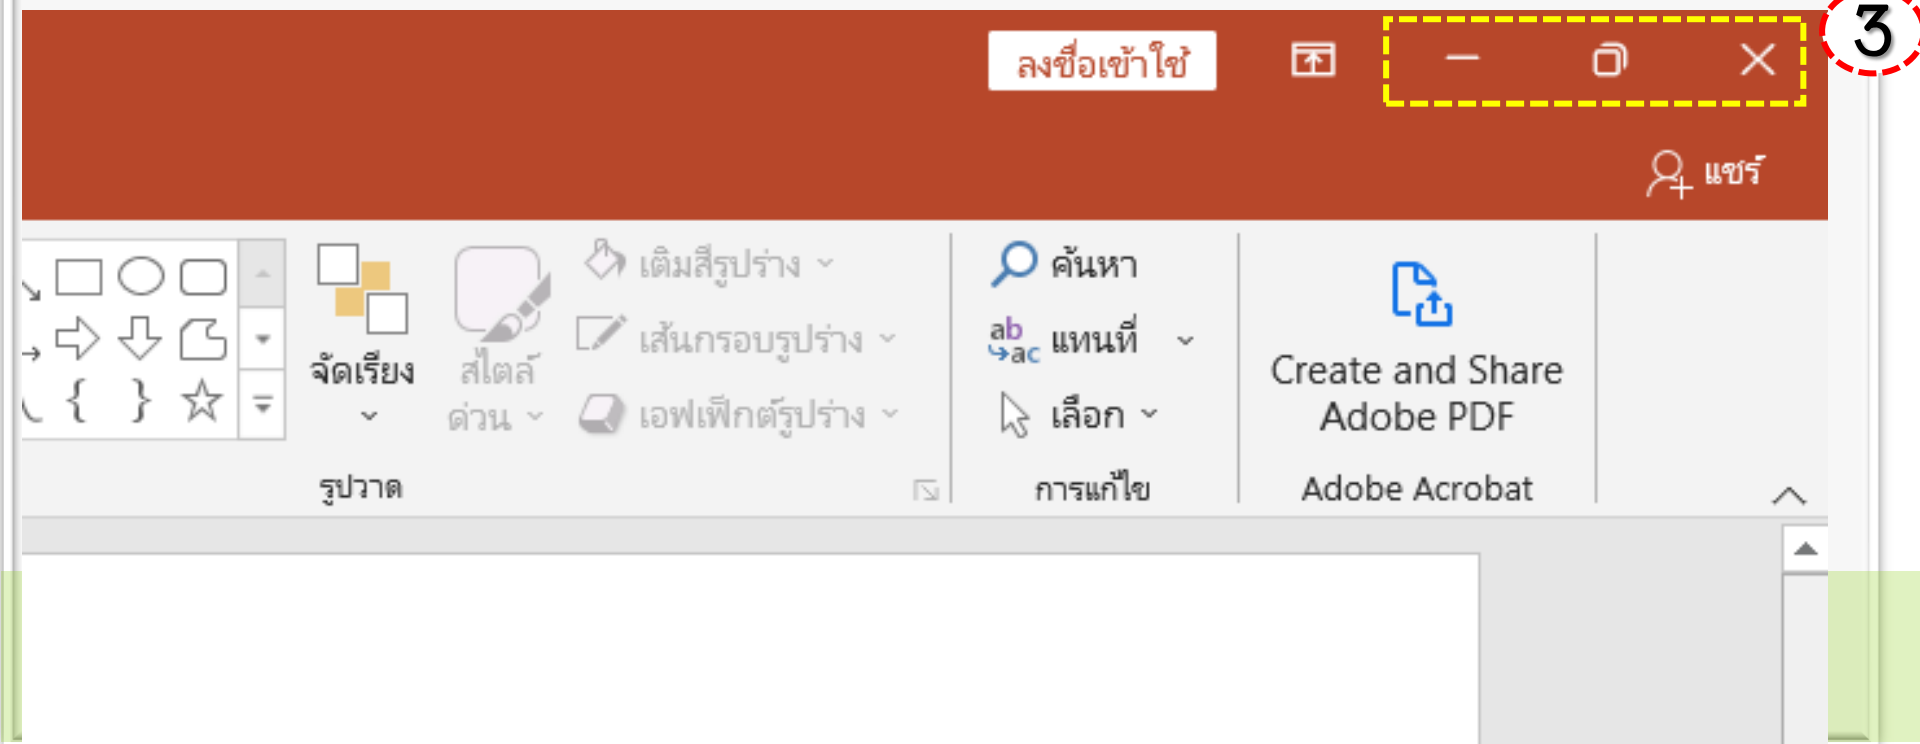 3
ลงชื่อเข้าใช้
แชร์
เติมสีรูปร่าง
เส้นกรอบรูปร่าง
เอฟเฟ็กต์รูปร่าง
จัดเรียง
สไตล์
ด่วน
ค้นหา
ab
ac
แทนที่
เลือก
Create and Share
Adobe PDF
รูปวาด
การแก้ไข
Adobe Acrobat